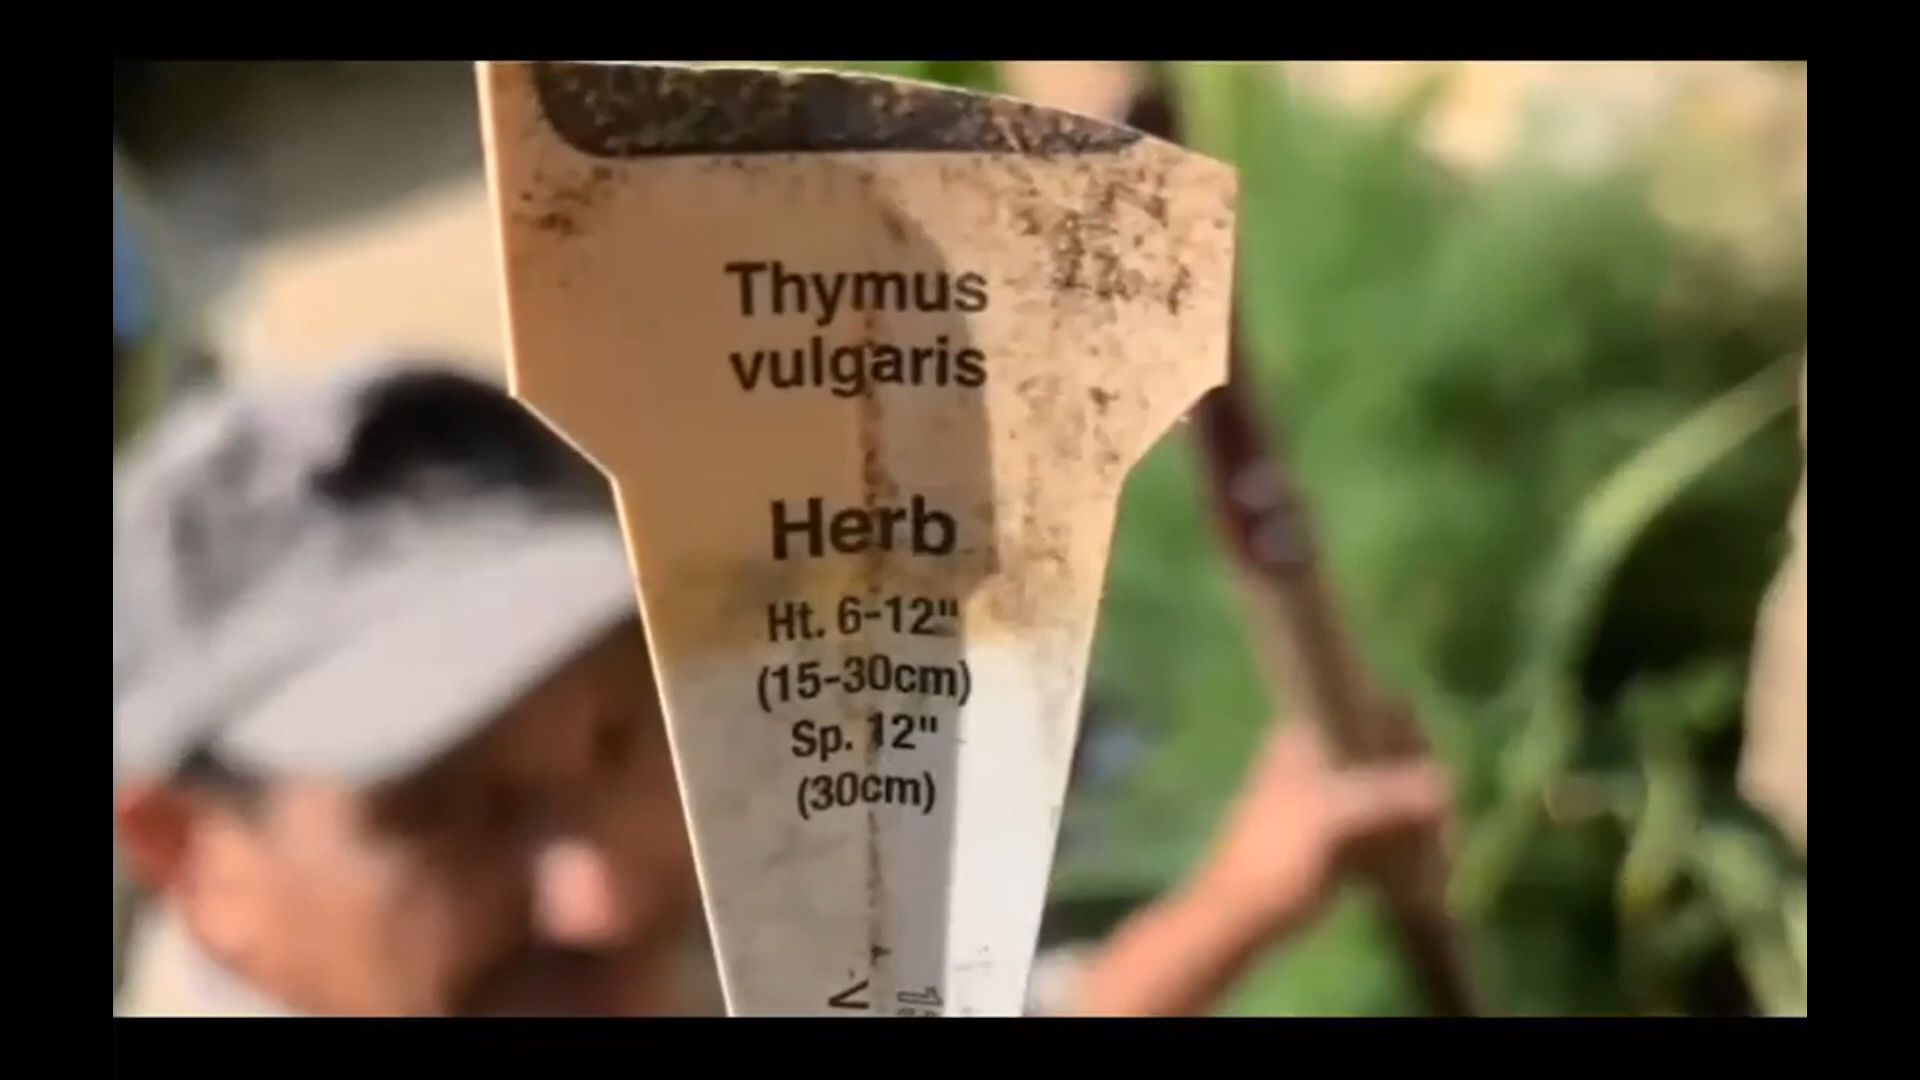 Thymus
vulgaris
Herb
Ht. 6-12"
(15-30cm)
Sp. 12"
(30cm)